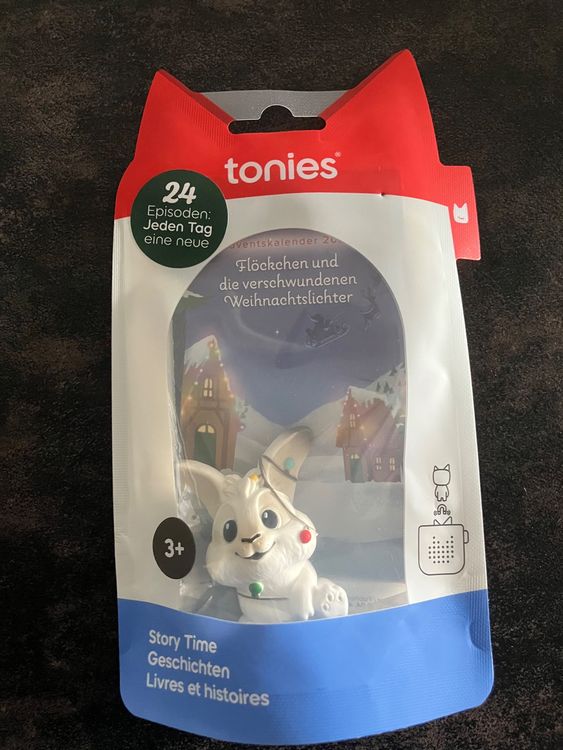 tonies®
24
Episoden:
Jeden Tag
eine neue
Flöckchen und
die verschwundenen
Weihnachtslichter
3+
Story Time
Geschichten
Livres et histoires